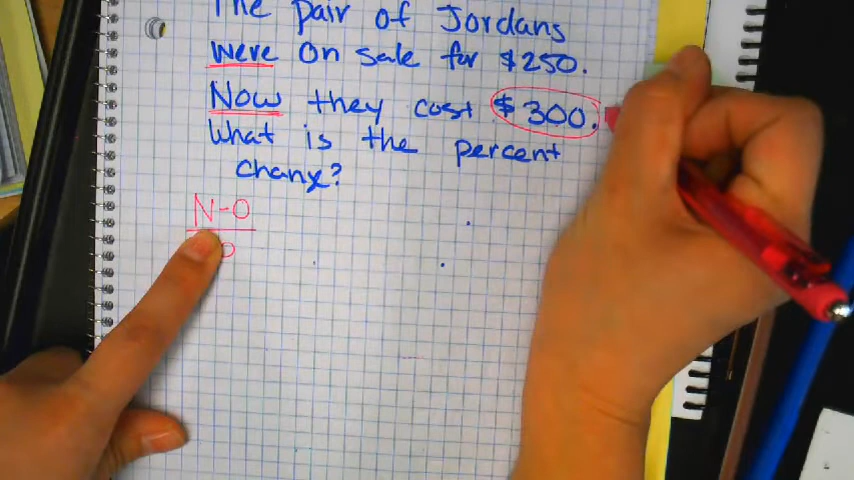 The pair of Jordans
were on sale for $250.
Now they cost $300.
What is the percent
change?
N-O
O